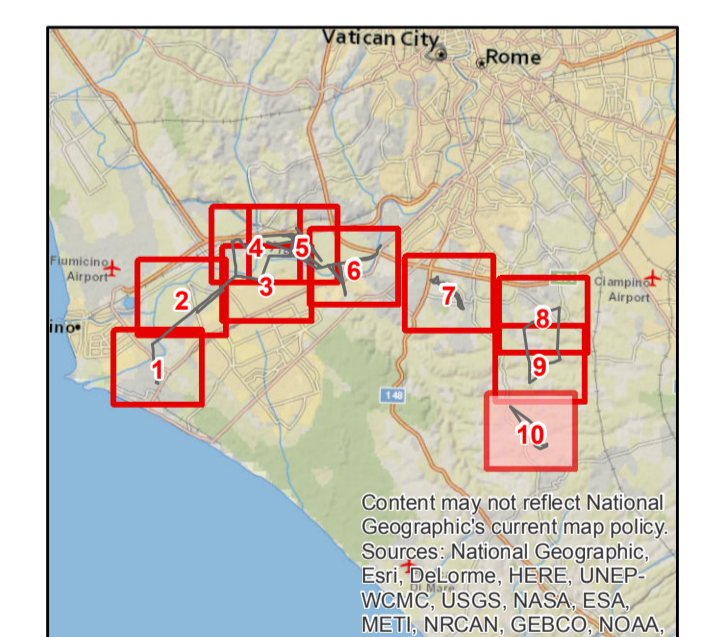 Vatican City
Rome
Fiumicino
Airport
ino
Ciampino
Airport
1
2
3
4
5
6
7
8
9
10
148
Content may not reflect National
Geographic's current map policy.
Sources: National Geographic,
Esri, DeLorme, HERE, UNEP-
WCMC, USGS, NASA, ESA,
METI, NRCAN, GEBCO, NOAA,
Di Mare